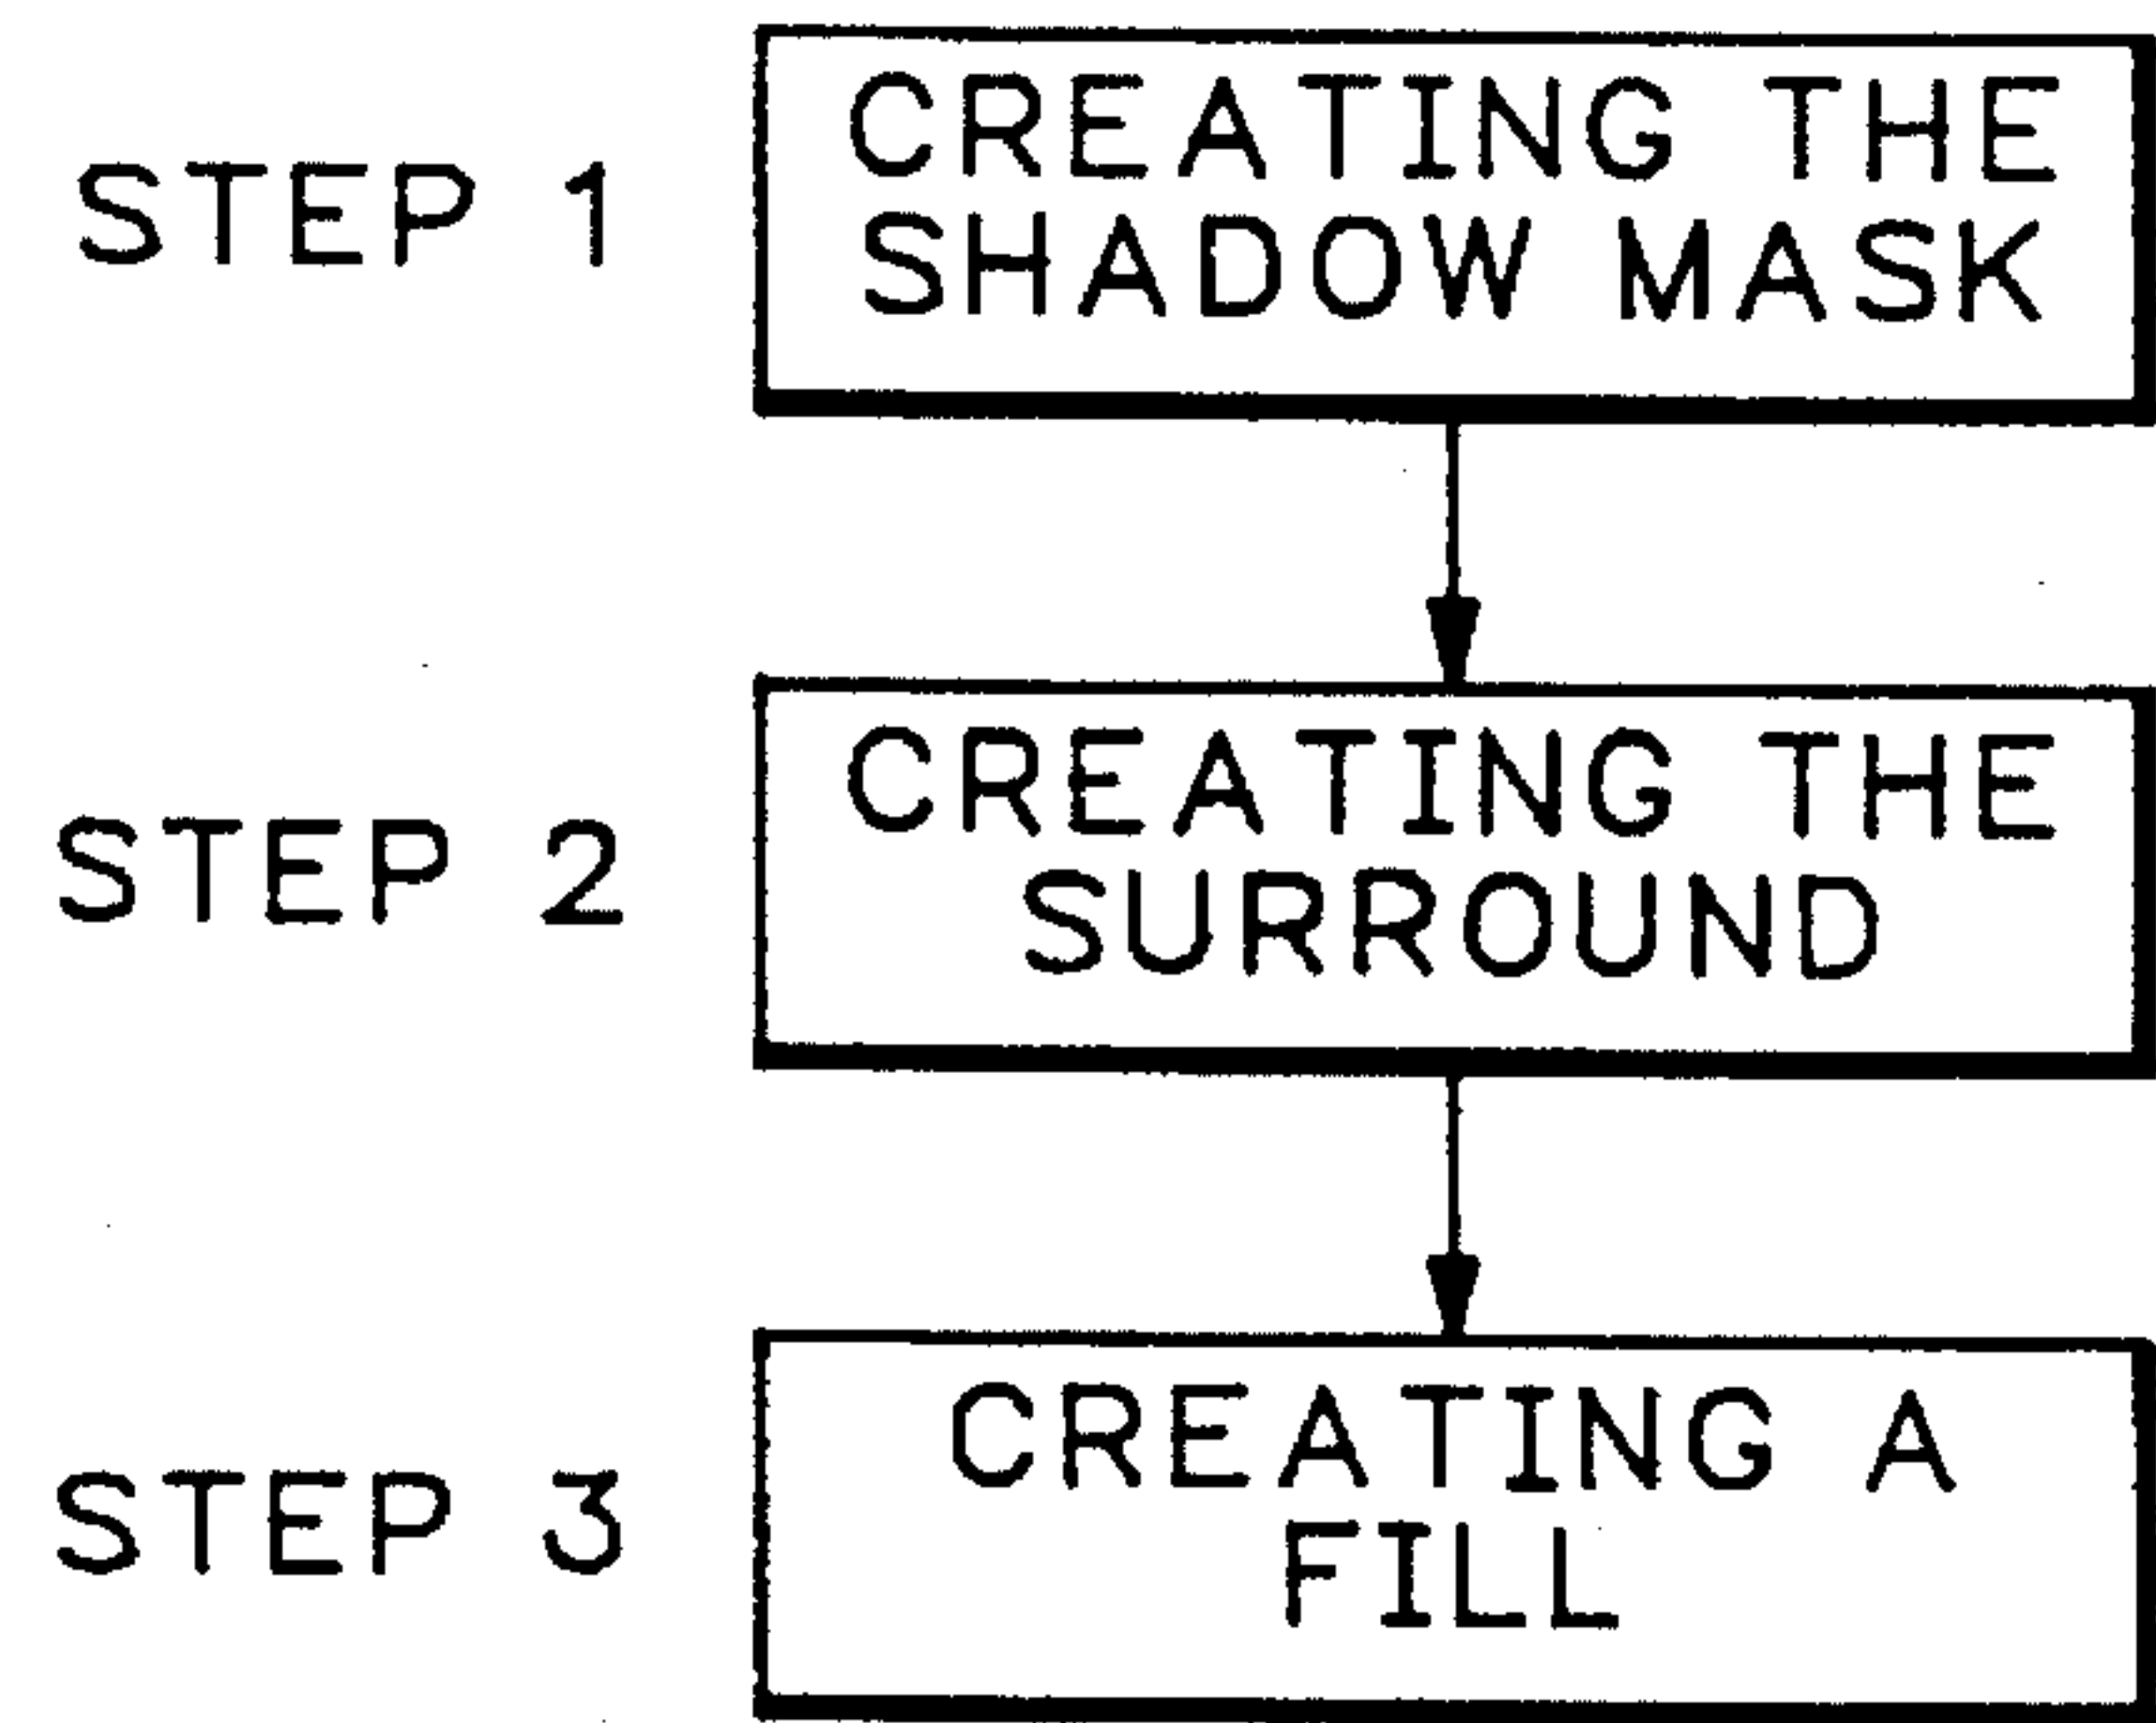 STEP 1
CREATING THE
SHADOW MASK
STEP 2
CREATING THE
SURROUND
STEP 3
CREATING A
FILL